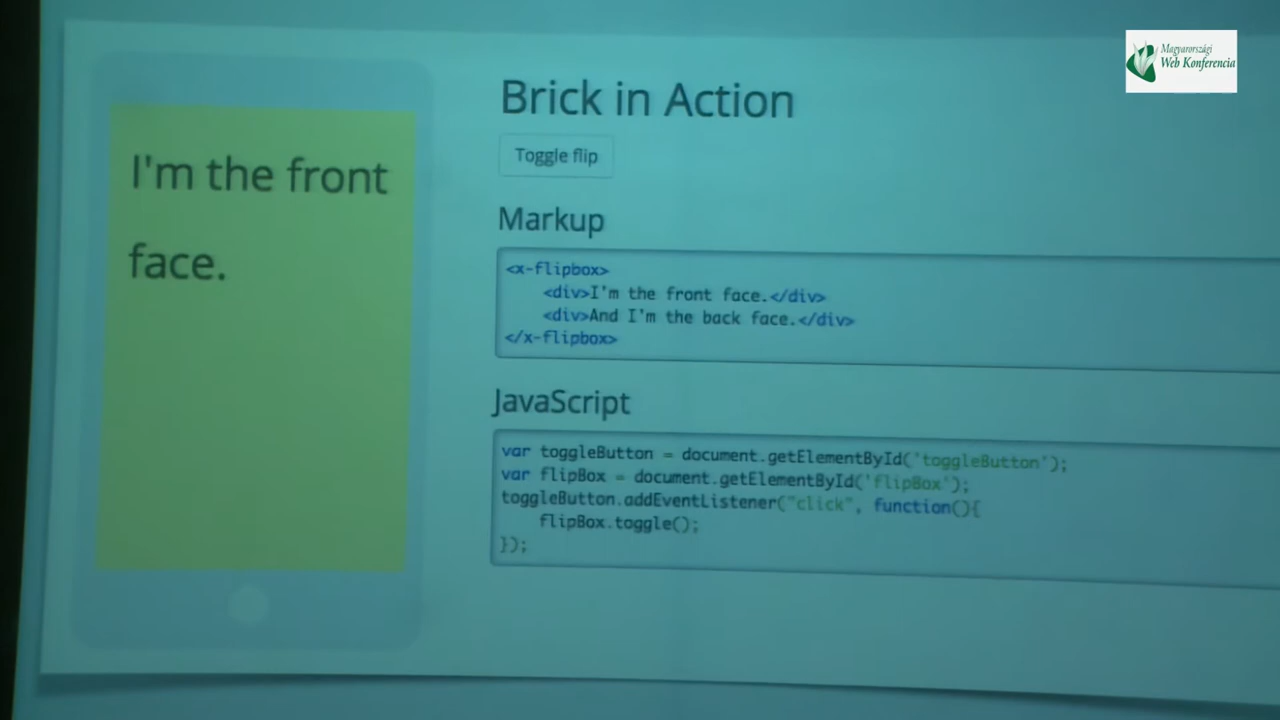 Magyarországi
Web Konferencia
I'm the front
face.
Brick in Action
Toggle flip
Markup
<x-flipbox>
    <div>I'm the front face.</div>
    <div>And I'm the back face.</div>
</x-flipbox>
JavaScript
var toggleButton = document.getElementById('toggleButton');
var flipBox = document.getElementById('flipBox');
toggleButton.addEventListener("click", function(){
    flipBox.toggle();
});